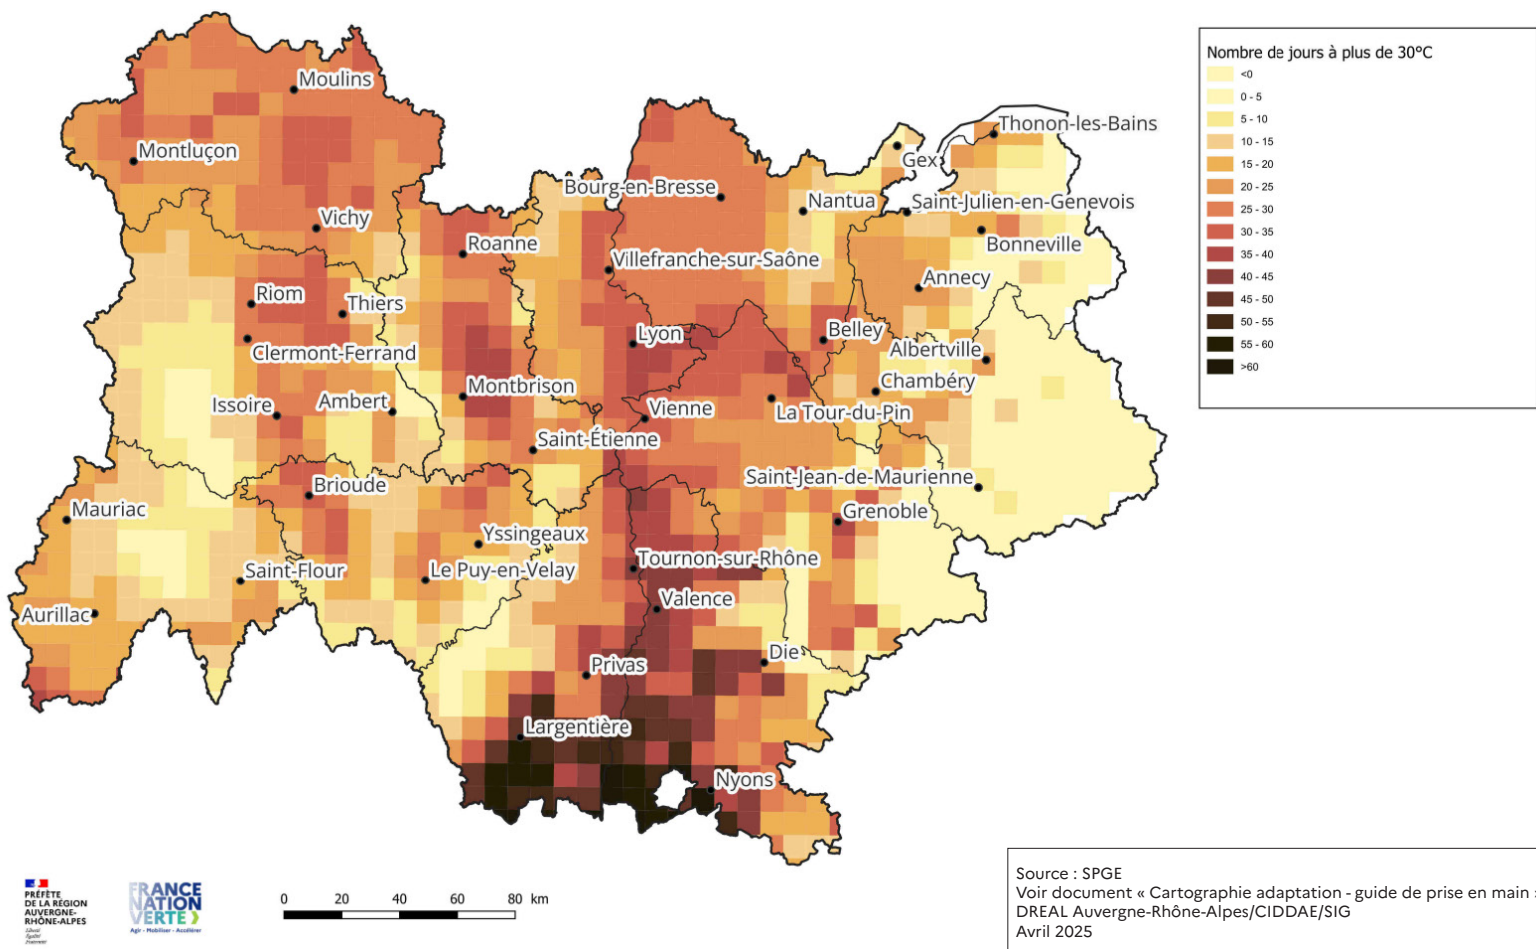 Nombre de jours à plus de 30°C
<0
0 - 5
5 - 10
10 - 15
15 - 20
20 - 25
25 - 30
30 - 35
35 - 40
40 - 45
45 - 50
50 - 55
55 - 60
>60
Moulins
Montluçon
Thonon-les-Bains
Gex
Bourg-en-Bresse
Nantua
Saint-Julien-en-Genevois
Vichy
Roanne
Bonneville
Villefranche-sur-Saône
Annecy
Riom
Thiers
Lyon
Belley
Clermont-Ferrand
Albertville
Montbrison
Chambéry
Issoire
Ambert
Vienne
La Tour-du-Pin
Saint-Étienne
Saint-Jean-de-Maurienne
Brioude
Mauriac
Grenoble
Yssingeaux
Saint-Flour
Le Puy-en-Velay
Tournon-sur-Rhône
Valence
Aurillac
Privas
Die
Largentière
Nyons
PRÉFÈTE
DE LA RÉGION
AUVERGNE-
RHÔNE-ALPES
Liberté
Égalité
Fraternité
FRANCE
NATION
VERTE
Agir • Mobiliser • Accélérer
0 20 40 60 80 km
Source : SPGE
Voir document « Cartographie adaptation - guide de prise en main »
DREAL Auvergne-Rhône-Alpes/CIDDAE/SIG
Avril 2025